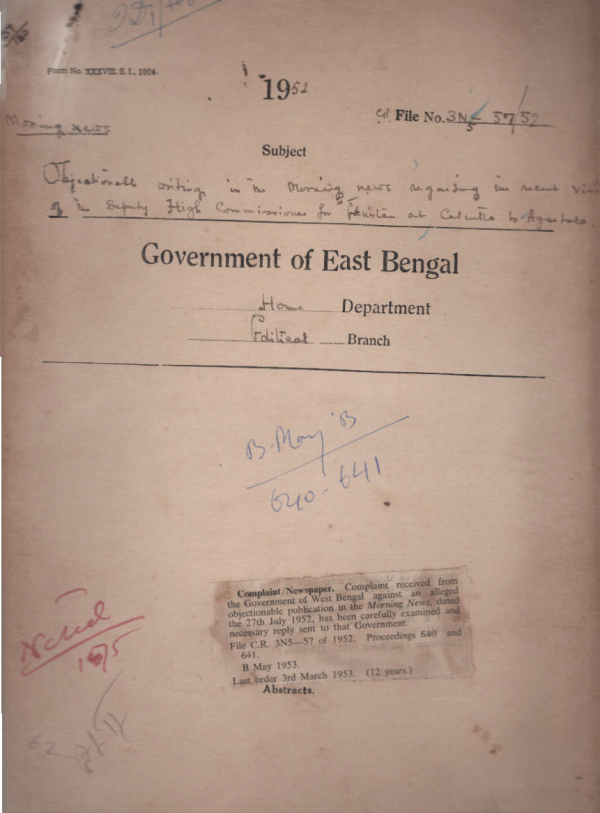 Form No. XXXVIII. S. I., 1924.
1952
Morning News
CR. File No. 3N5 57/52
Subject
Objectionable writing in the Morning news regarding the recent visit
of the Deputy High Commissioner for Pakistan at Calcutta to Agartala.
Government of East Bengal
Home Department
Political Branch
B. May B
640-641
Noted
16/5
Complaint/Newspaper. Complaint received from
the Government of West Bengal against an alleged
objectionable publication in the Morning News, dated
the 27th July 1952, has been carefully examined and
necessary reply sent to that Government.
File C.R. 3N5—57 of 1952. Proceedings 640 and
641.
B May 1953.
Last order 3rd March 1953. (12 years.)
Abstracts.
62